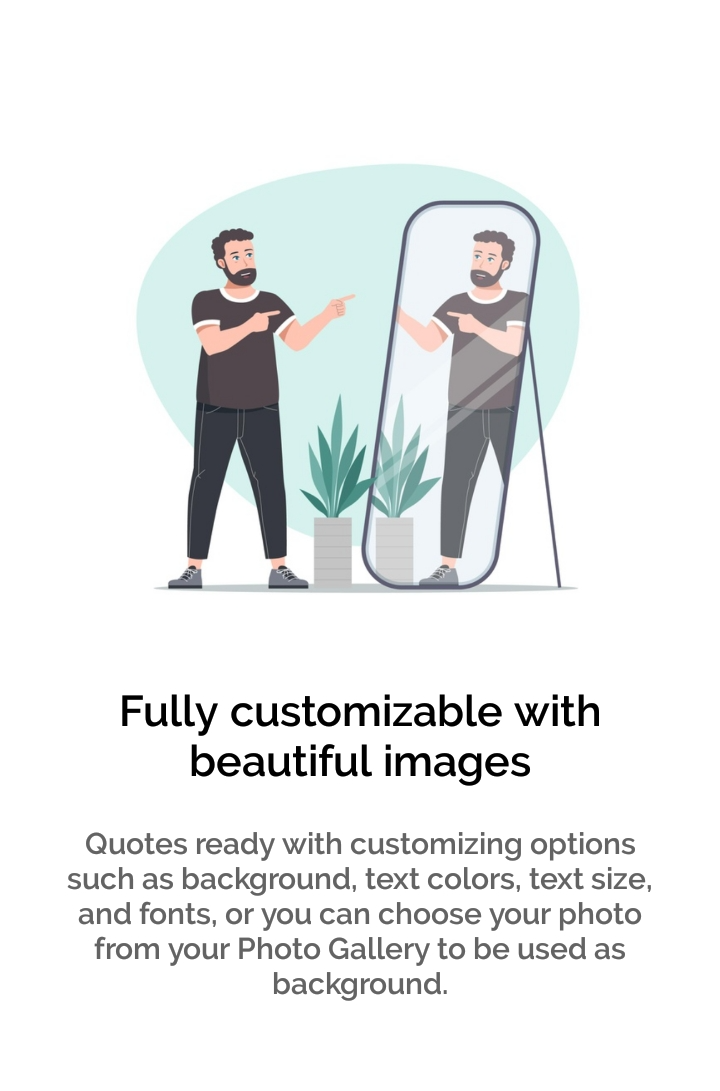 Fully customizable with
beautiful images
Quotes ready with customizing options
such as background, text colors, text size,
and fonts, or you can choose your photo
from your Photo Gallery to be used as
background.